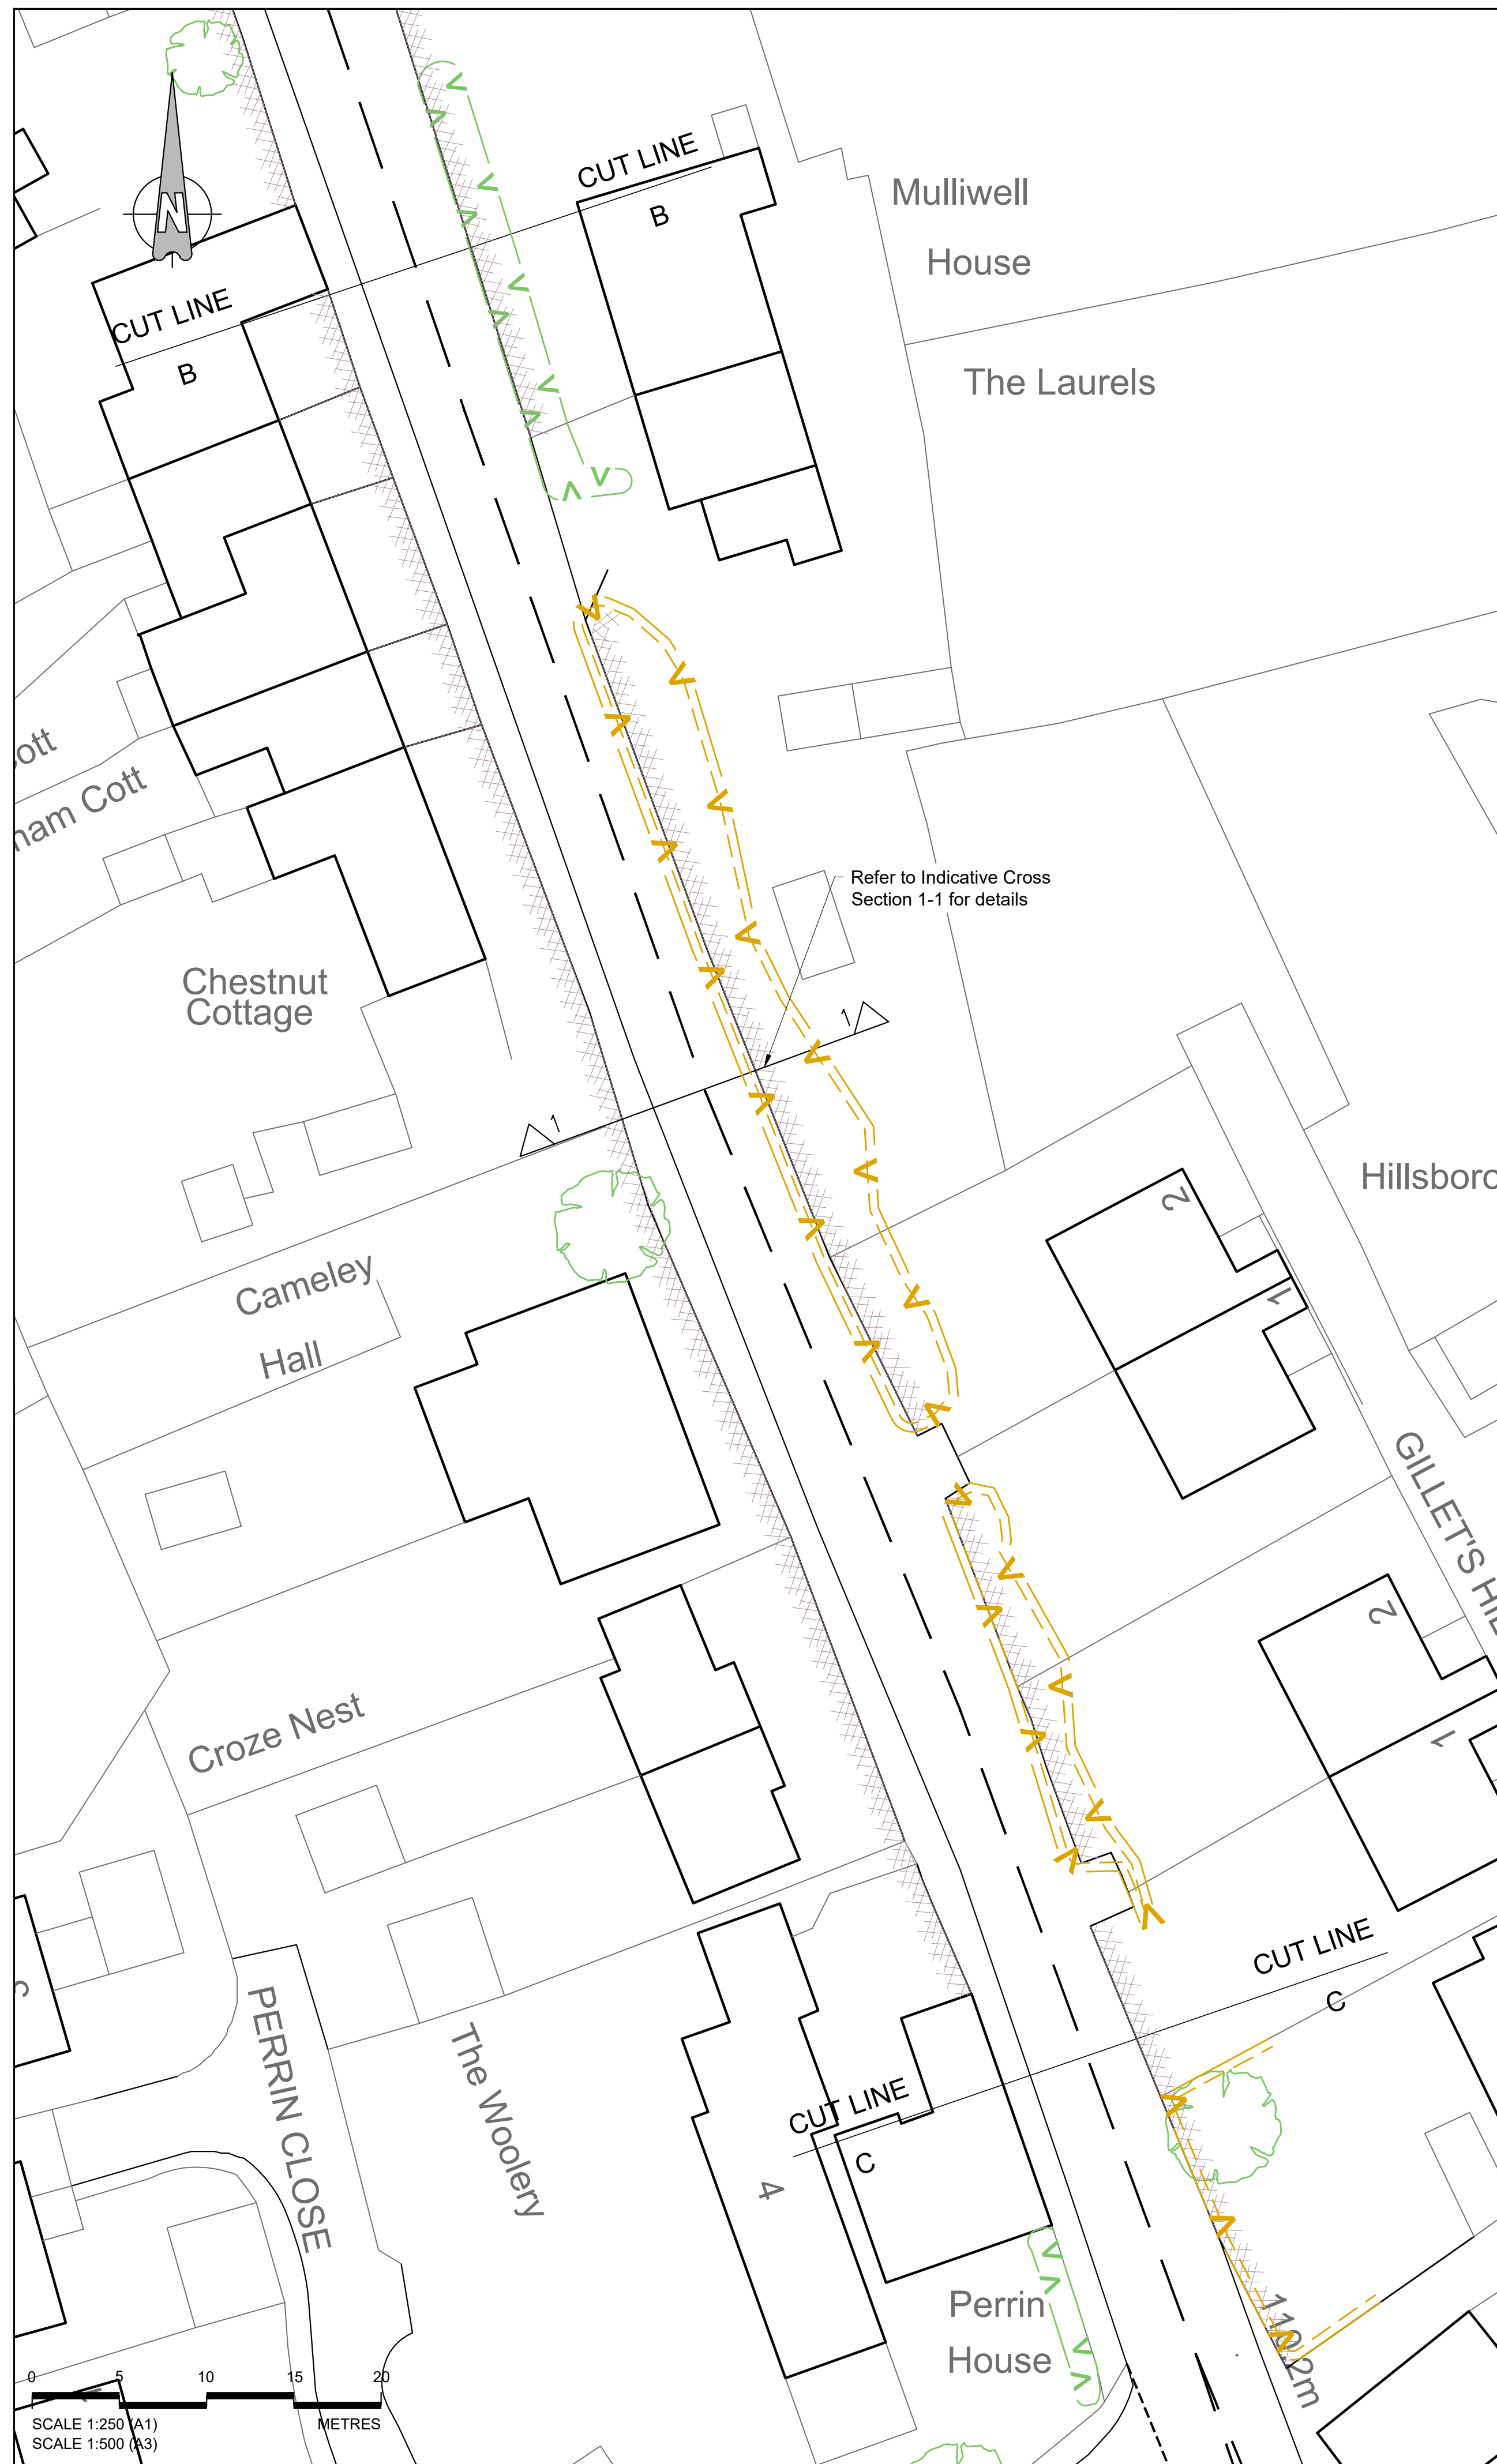 CUT LINE
B
Mulliwell
House
N
CUT LINE
B
The Laurels
ott
ham Cott
Refer to Indicative Cross
Section 1-1 for details
Chestnut
Cottage
1
1
Cameley
Hall
2
1
Hillsboro
GILLET'S HIL
2
1
Croze Nest
CUT LINE
C
PERRIN CLOSE
The Woolery
CUT LINE
C
4
Perrin
House
110.2m
0 5 10 15 20
SCALE 1:250 (A1) METRES
SCALE 1:500 (A3)